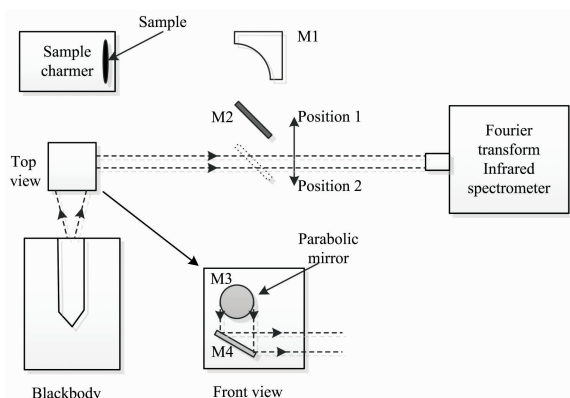 Sample
Sample
charmer
M1
M2
Position 1
Position 2
Fourier
transform
Infrared
spectrometer
Top
view
Parabolic
mirror
M3
M4
Blackbody
Front view